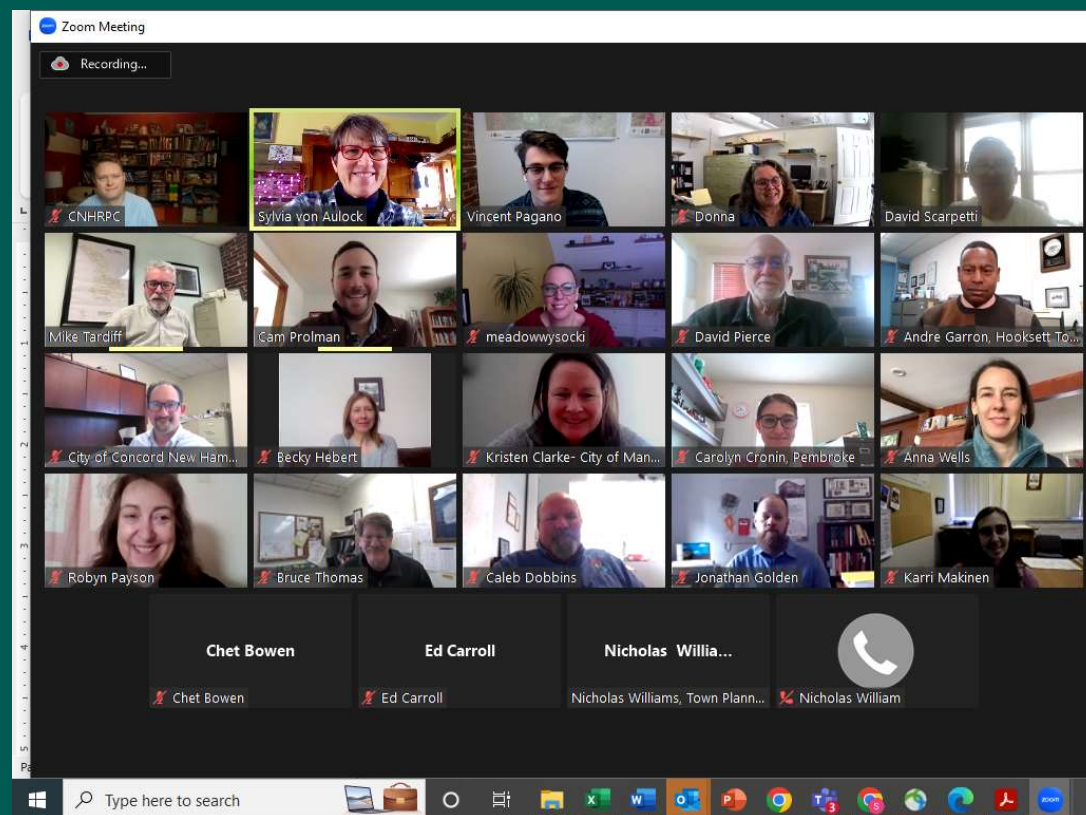 Zoom Meeting
Recording...
CNHRPC
Sylvia von Aulock
Vincent Pagano
Donna
David Scarpetti
Mike Tardiff
Cam Prolman
meadowwysocki
David Pierce
Andre Garron, Hooksett To...
City of Concord New Ham...
Becky Hebert
Kristen Clarke- City of Man...
Carolyn Cronin, Pembroke
Anna Wells
Robyn Payson
Bruce Thomas
Caleb Dobbins
Jonathan Golden
Karri Makinen
Chet Bowen
Ed Carroll
Nicholas Willia...
Chet Bowen
Ed Carroll
Nicholas Williams, Town Plann...
Nicholas William
Type here to search
3
zoom